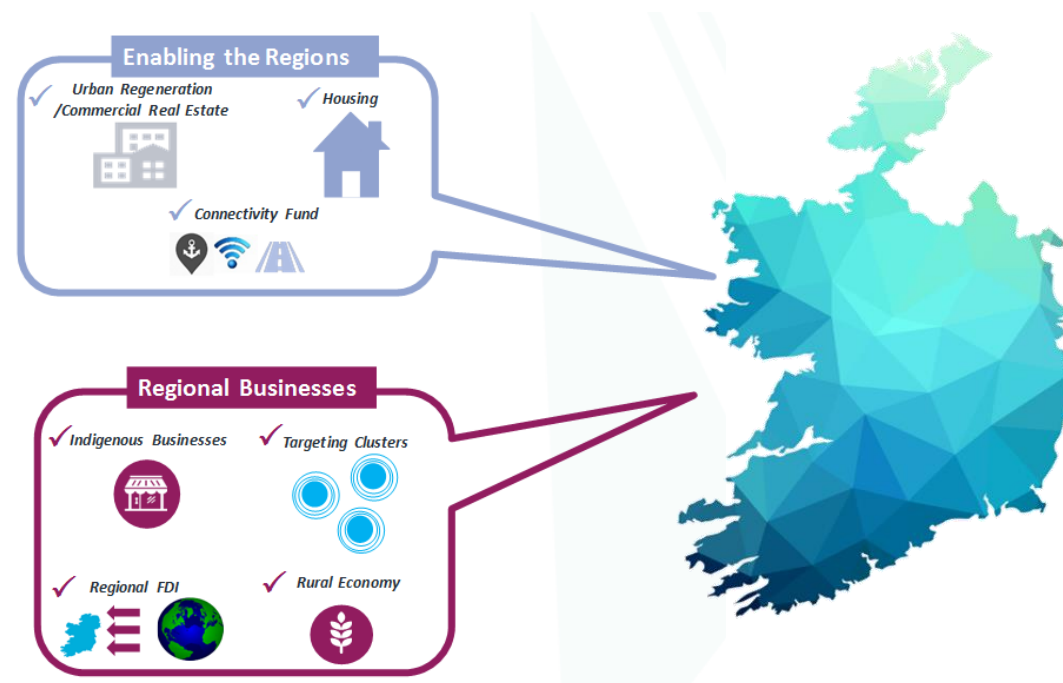 Enabling the Regions
Urban Regeneration
/Commercial Real Estate
Housing
Connectivity Fund
Regional Businesses
Indigenous Businesses
Targeting Clusters
Regional FDI
Rural Economy